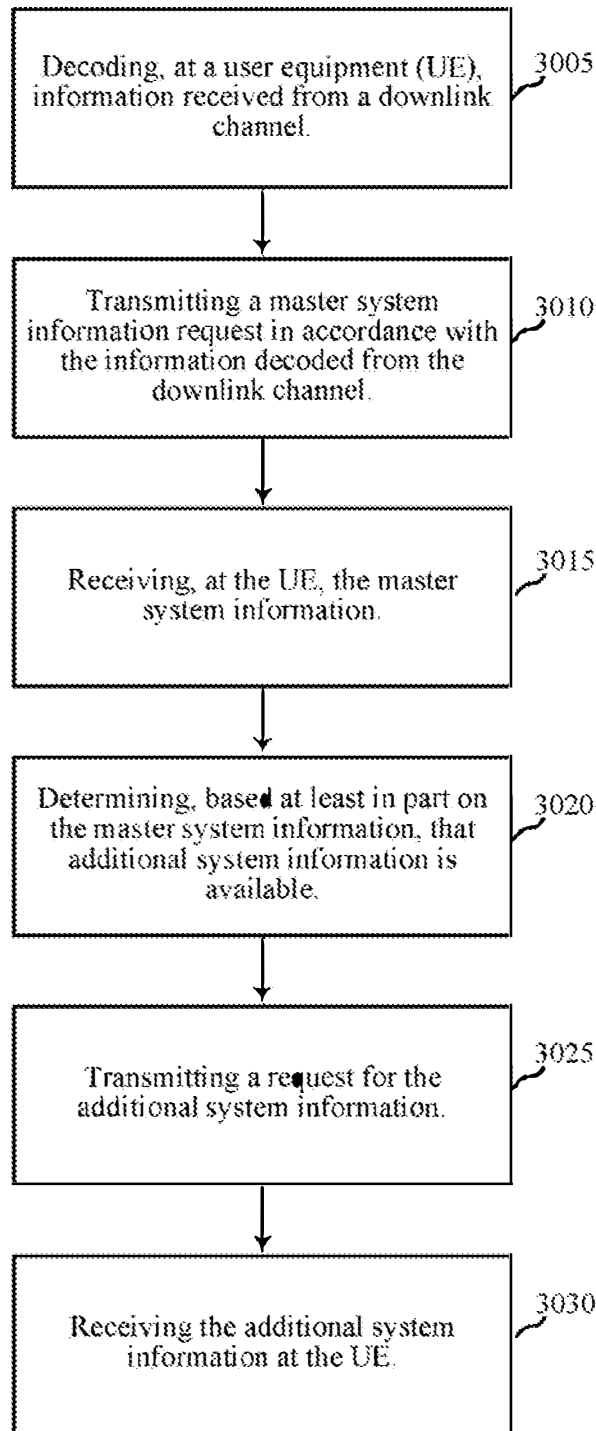 Decoding, at a user equipment (UE),
information received from a downlink
channel.
3005
Transmitting a master system
information request in accordance with
the information decoded from the
downlink channel.
3010
Receiving, at the UE, the master
system information.
3015
Determining, based at least in part on
the master system information, that
additional system information is
available.
3020
Transmitting a request for the
additional system information.
3025
Receiving the additional system
information at the UE.
3030